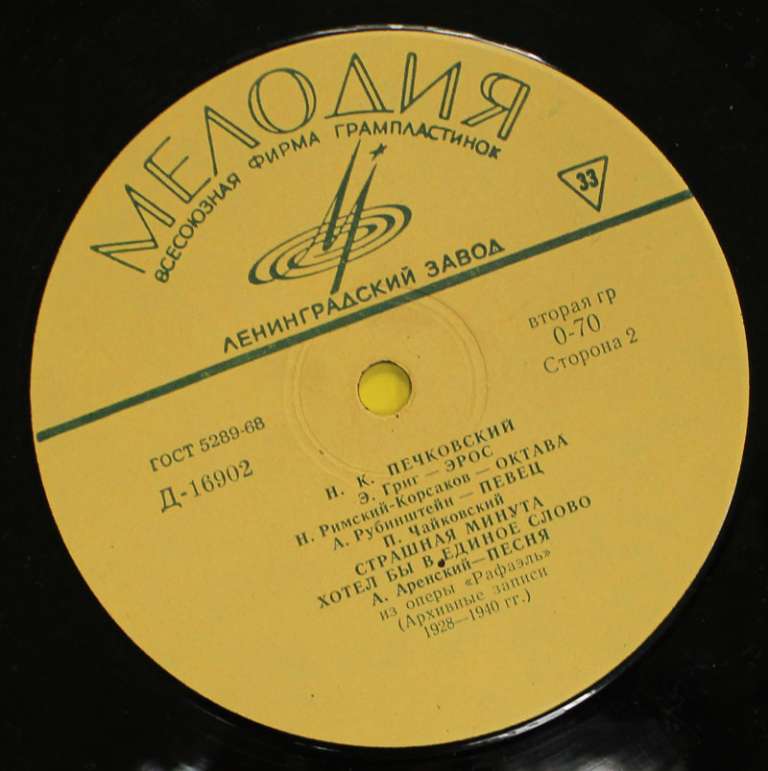 МЕЛОДИЯ
ВСЕСОЮЗНАЯ ФИРМА ГРАМПЛАСТИНОК
33
ЛЕНИНГРАДСКИЙ ЗАВОД
вторая гр
0-70
Сторона 2
ГОСТ 5289-68
Д-16902
Н. К. ПЕЧКОВСКИЙ
Э. Григ — ЭРОС
Н. Римский-Корсаков — ОКТАВА
А. Рубинштейн — ПЕВЕЦ
П. Чайковский
СТРАШНАЯ МИНУТА
ХОТЕЛ БЫ В ЕДИНОЕ СЛОВО
А. Аренский—ПЕСНЯ
из оперы «Рафаэль»
(Архивные записи
1928—1940 гг.)